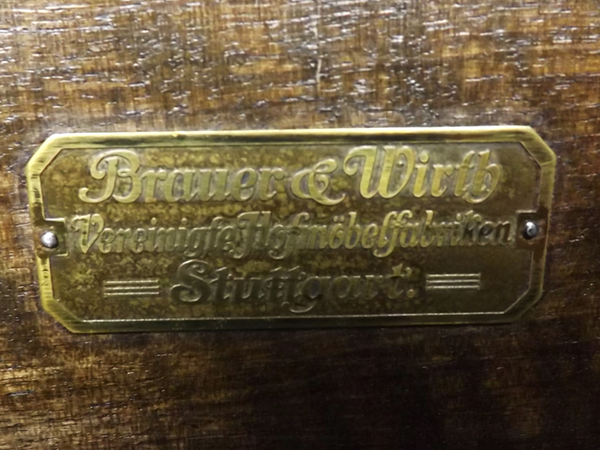 Brauer & Wirth
Vereinigte Hofmöbelfabriken
Stuttgart.